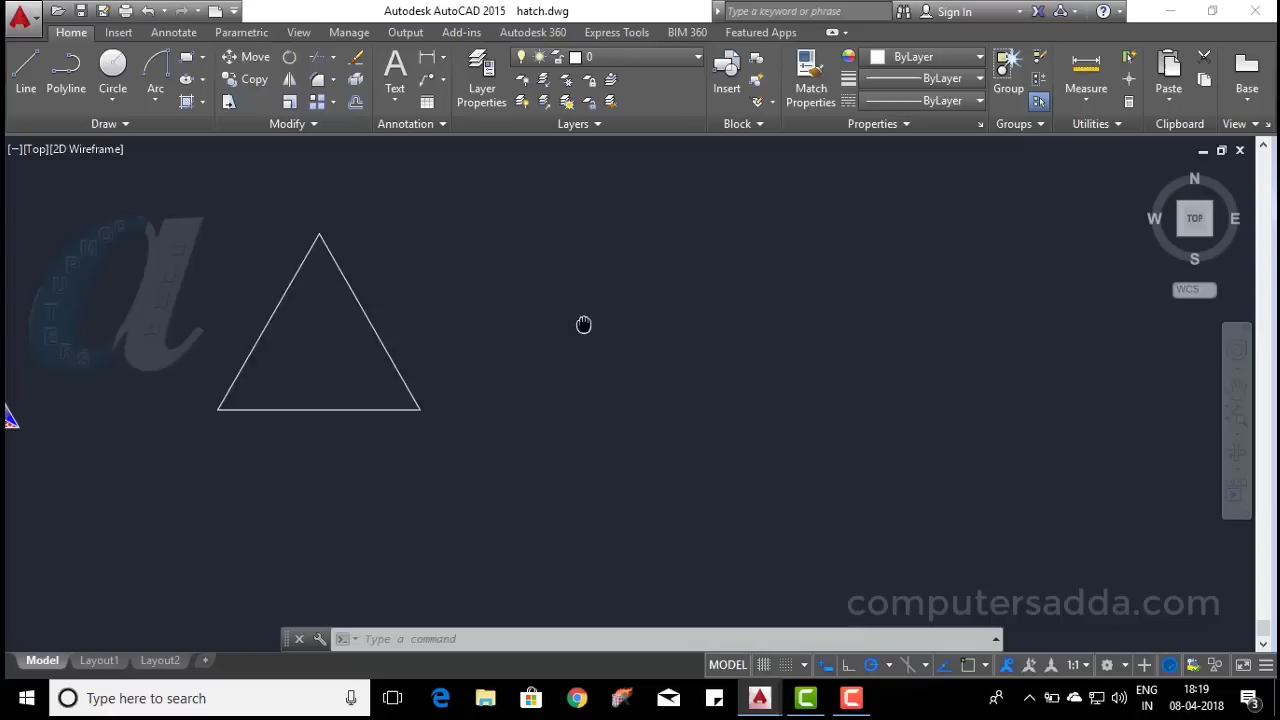 Autodesk AutoCAD 2015 hatch.dwg
Type a keyword or phrase
Sign In
Home Insert Annotate Parametric View Manage Output Add-ins Autodesk 360 Express Tools BIM 360 Featured Apps
Line Polyline Circle Arc
Move
Copy
Text
Layer Properties
0
Insert
Match Properties
ByLayer
ByLayer
ByLayer
Group
Measure
Paste
Base
Draw Modify Annotation Layers Block Properties Groups Utilities Clipboard View
[−][Top][2D Wireframe]
N
W TOP E
S
WCS
COMPUTERS
computersadda.com
Type a command
Model Layout1 Layout2 +
MODEL 1:1
Type here to search
ENG
IN
18:19
08-04-2018
3